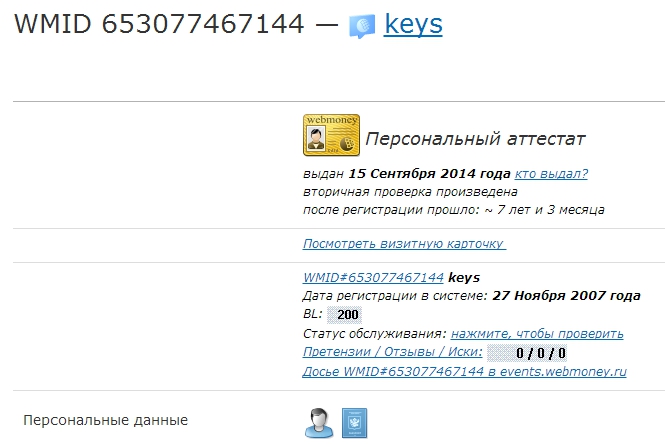 WMID 653077467144 — keys
webmoney
Персональный аттестат
выдан 15 Сентября 2014 года кто выдал?
вторичная проверка произведена
после регистрации прошло: ~ 7 лет и 3 месяца
Посмотреть визитную карточку
WMID#653077467144 keys
Дата регистрации в системе: 27 Ноября 2007 года
BL: 200
Статус обслуживания: нажмите, чтобы проверить
Претензии / Отзывы / Иски: 0 / 0 / 0
Досье WMID#653077467144 в events.webmoney.ru
Персональные данные